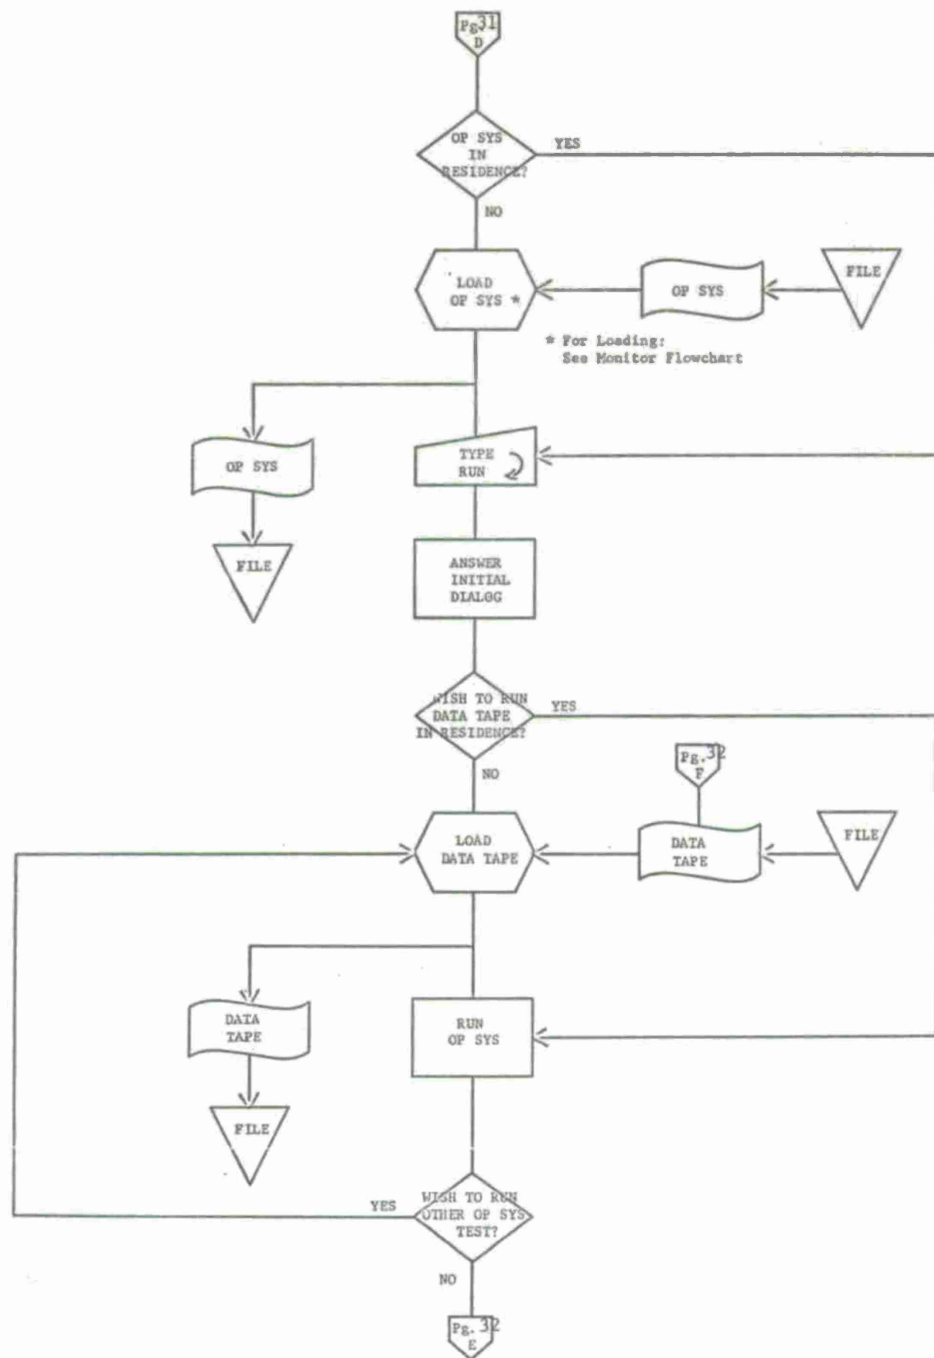 Pg. 31
D
OP SYS
IN
RESIDENCE?
YES
NO
LOAD
OP SYS *
OP SYS
FILE
* For Loading:
See Monitor Flowchart
OP SYS
TYPE
RUN
FILE
ANSWER
INITIAL
DIALOG
WISH TO RUN
DATA TAPE
IN RESIDENCE?
YES
NO
Pg. 32
F
LOAD
DATA TAPE
DATA
TAPE
FILE
DATA
TAPE
RUN
OP SYS
FILE
WISH TO RUN
OTHER OP SYS
TEST?
YES
NO
Pg. 32
E